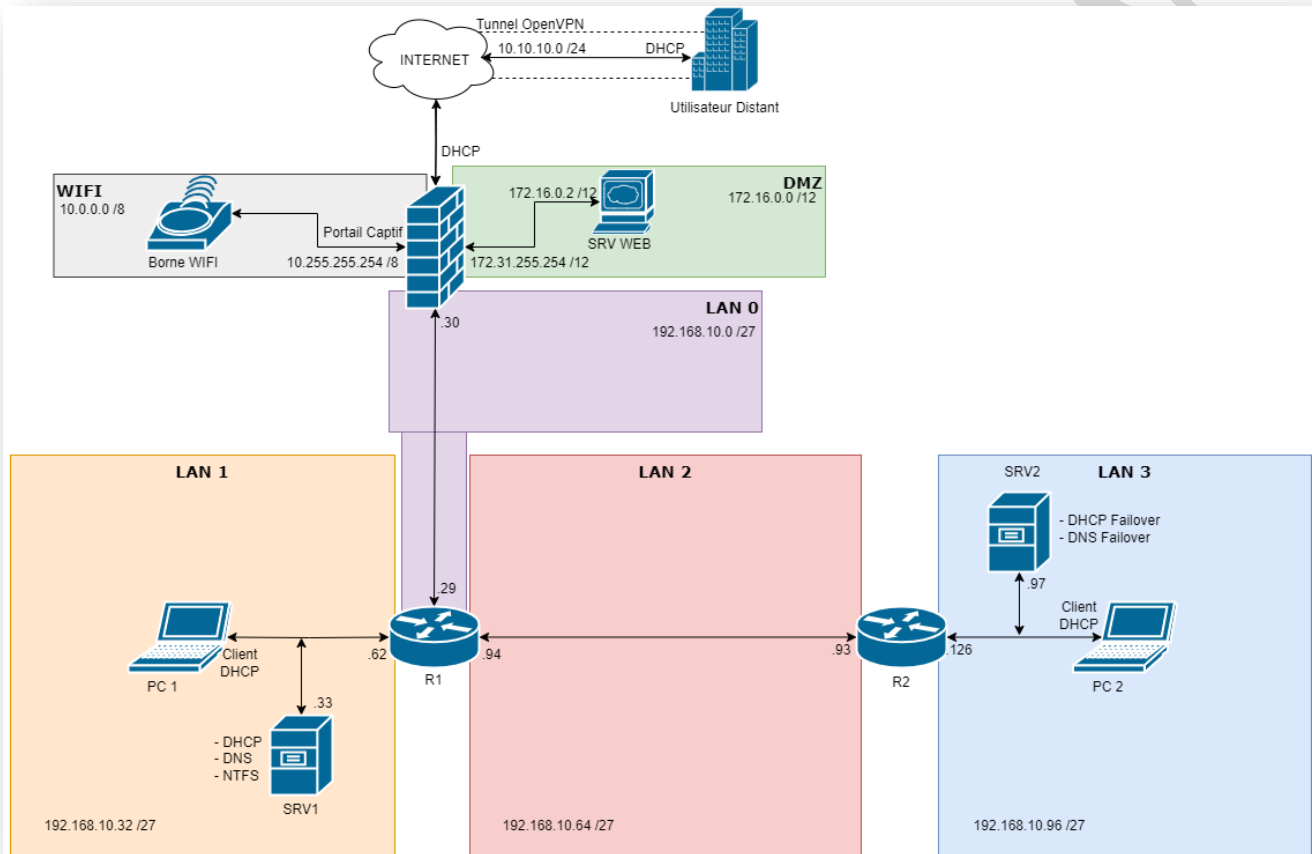 Tunnel OpenVPN
INTERNET
10.10.10.0 /24
DHCP
Utilisateur Distant
DHCP
WIFI
10.0.0.0 /8
Borne WIFI
Portail Captif
10.255.255.254 /8
DMZ
172.16.0.0 /12
172.16.0.2 /12
SRV WEB
172.31.255.254 /12
.30
LAN 0
192.168.10.0 /27
.29
LAN 1
PC 1
Client
DHCP
.62
.33
- DHCP
- DNS
- NTFS
SRV1
192.168.10.32 /27
R1
LAN 2
.94
.93
192.168.10.64 /27
R2
LAN 3
SRV2
- DHCP Failover
- DNS Failover
.97
Client
DHCP
.126
PC 2
192.168.10.96 /27